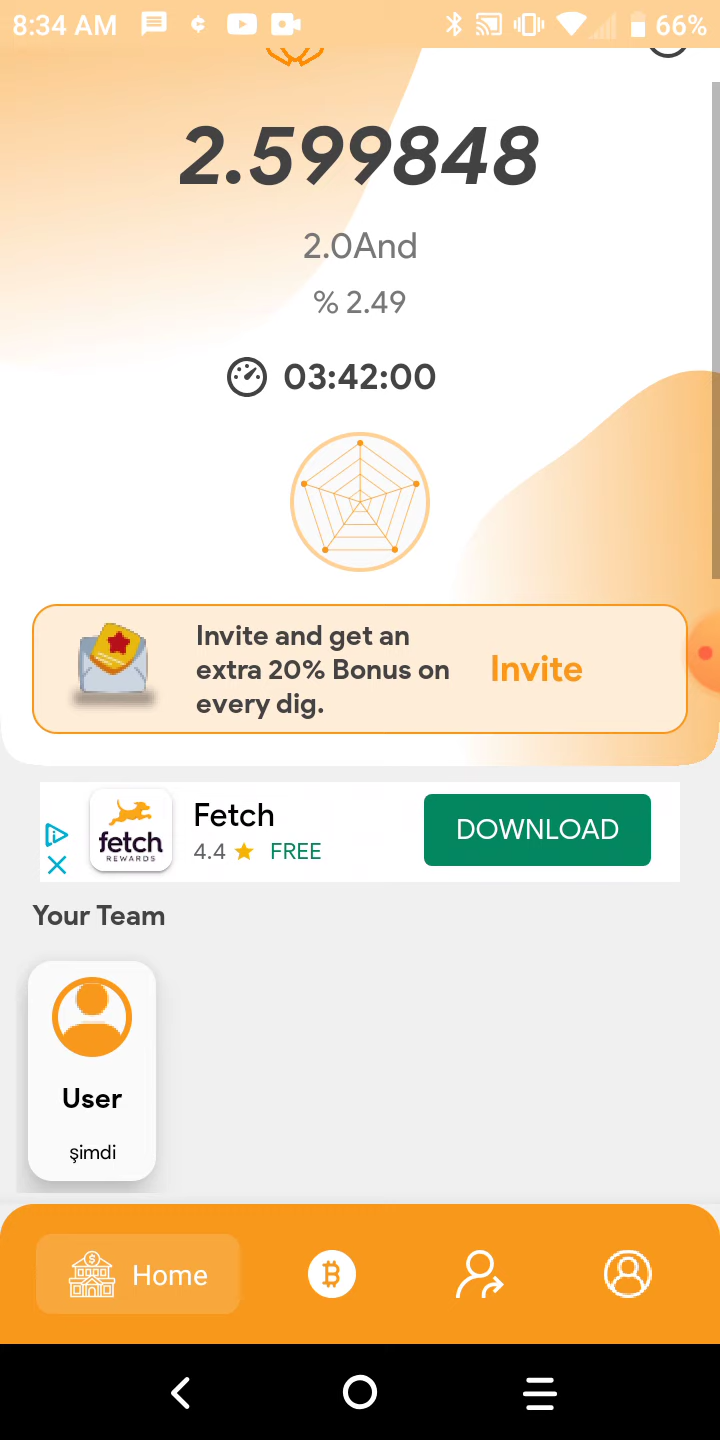 8:34 AM 66%
2.599848
2.0And
% 2.49
03:42:00
Invite and get an
extra 20% Bonus on
every dig.
Invite
fetch
REWARDS
Fetch
4.4 FREE
DOWNLOAD
Your Team
User
şimdi
Home